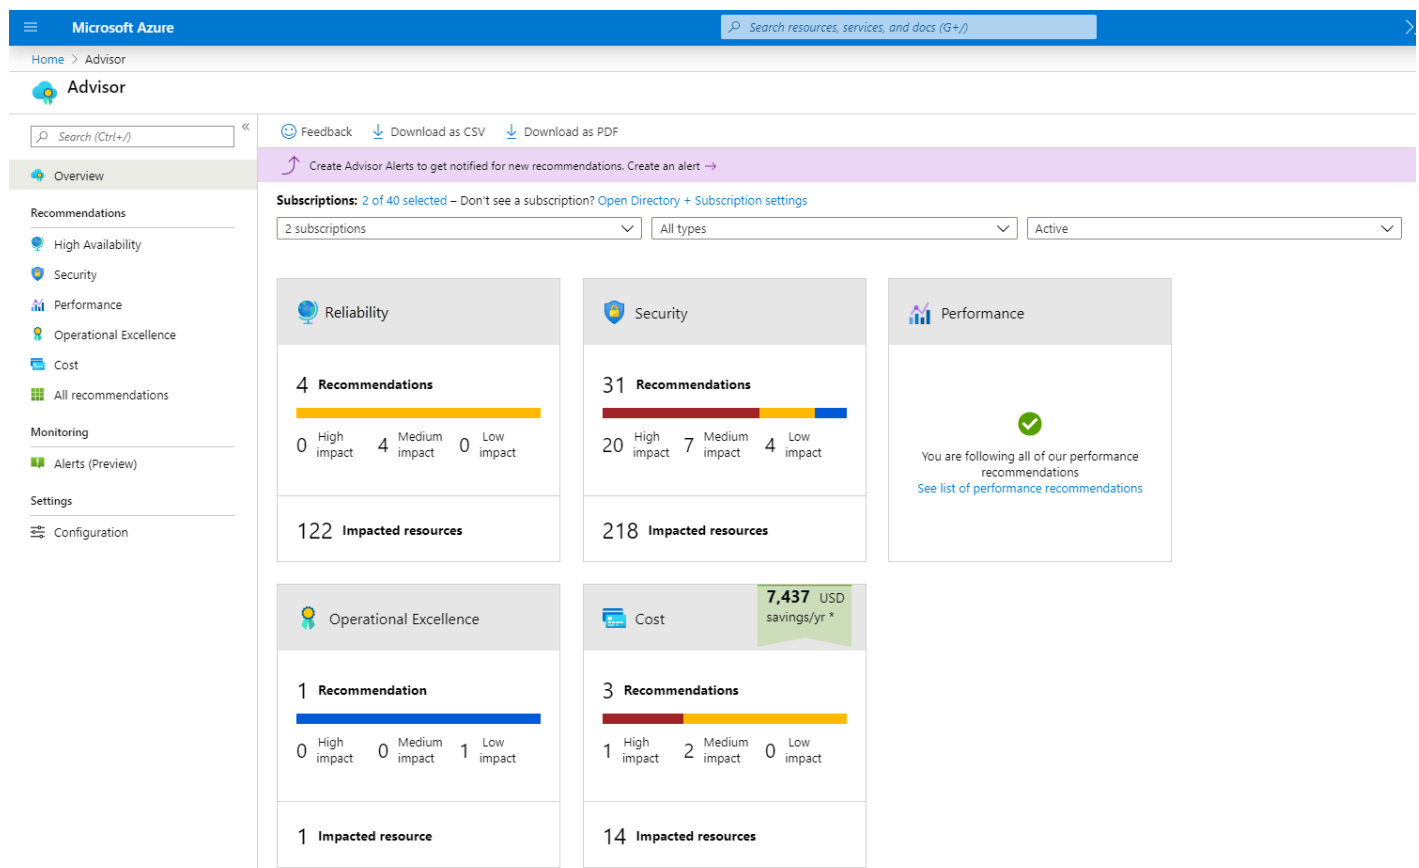 Microsoft Azure
Search resources, services, and docs (G+/)
Home > Advisor
Advisor
Search (Ctrl+/)
«
Overview
Recommendations
High Availability
Security
Performance
Operational Excellence
Cost
All recommendations
Monitoring
Alerts (Preview)
Settings
Configuration
Feedback
Download as CSV
Download as PDF
Create Advisor Alerts to get notified for new recommendations. Create an alert →
Subscriptions: 2 of 40 selected – Don't see a subscription? Open Directory + Subscription settings
2 subscriptions
All types
Active
Reliability
4 Recommendations
0 High impact
4 Medium impact
0 Low impact
122 Impacted resources
Security
31 Recommendations
20 High impact
7 Medium impact
4 Low impact
218 Impacted resources
Performance
You are following all of our performance
recommendations
See list of performance recommendations
Operational Excellence
1 Recommendation
0 High impact
0 Medium impact
1 Low impact
1 Impacted resource
Cost
7,437 USD
savings/yr *
3 Recommendations
1 High impact
2 Medium impact
0 Low impact
14 Impacted resources